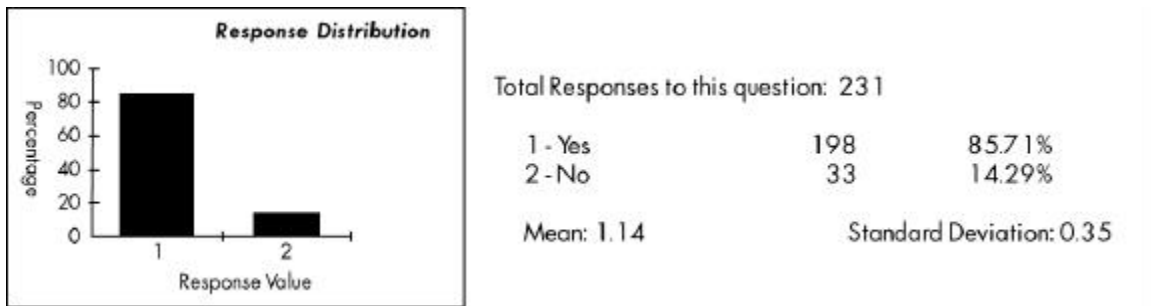 Response Distribution
100
80
60
40
20
0
Percentage
1 2
Response Value
Total Responses to this question: 231
1 - Yes 198 85.71%
2 - No 33 14.29%
Mean: 1.14 Standard Deviation: 0.35